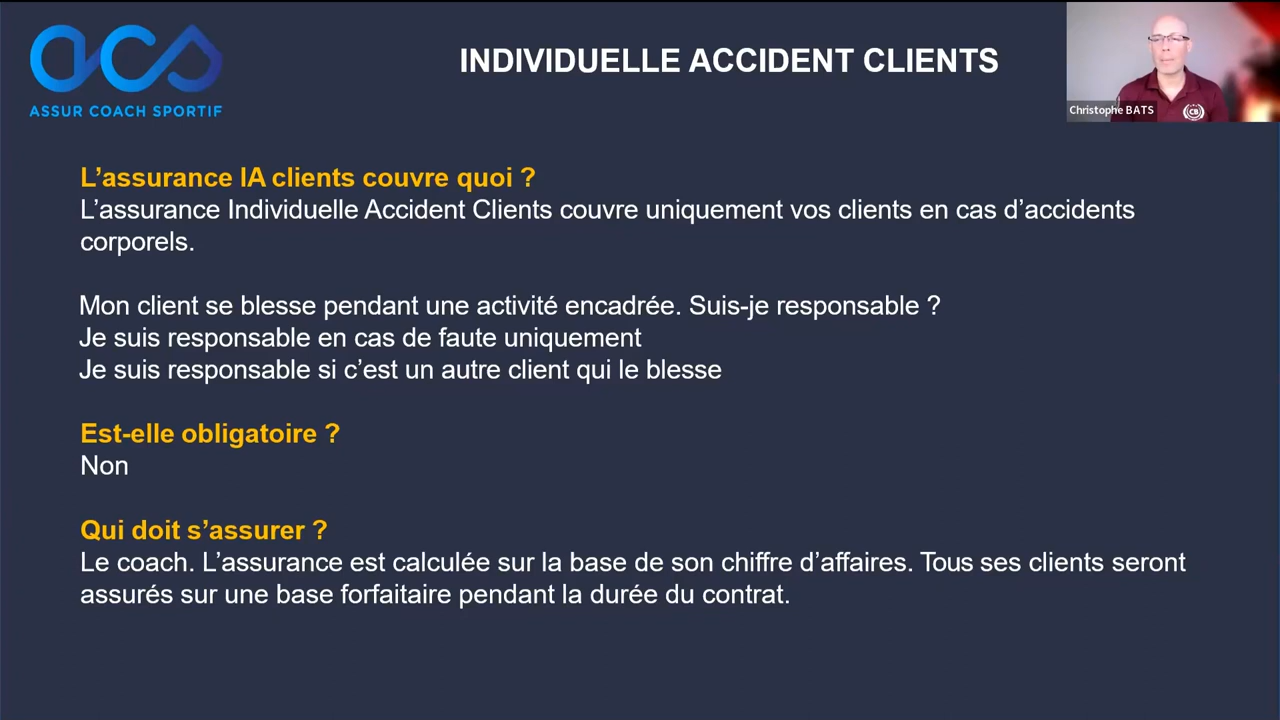 acs
ASSUR COACH SPORTIF
INDIVIDUELLE ACCIDENT CLIENTS
Christophe BATS
CB
L’assurance IA clients couvre quoi ?
L’assurance Individuelle Accident Clients couvre uniquement vos clients en cas d’accidents
corporels.
Mon client se blesse pendant une activité encadrée. Suis-je responsable ?
Je suis responsable en cas de faute uniquement
Je suis responsable si c’est un autre client qui le blesse
Est-elle obligatoire ?
Non
Qui doit s’assurer ?
Le coach. L’assurance est calculée sur la base de son chiffre d’affaires. Tous ses clients seront
assurés sur une base forfaitaire pendant la durée du contrat.